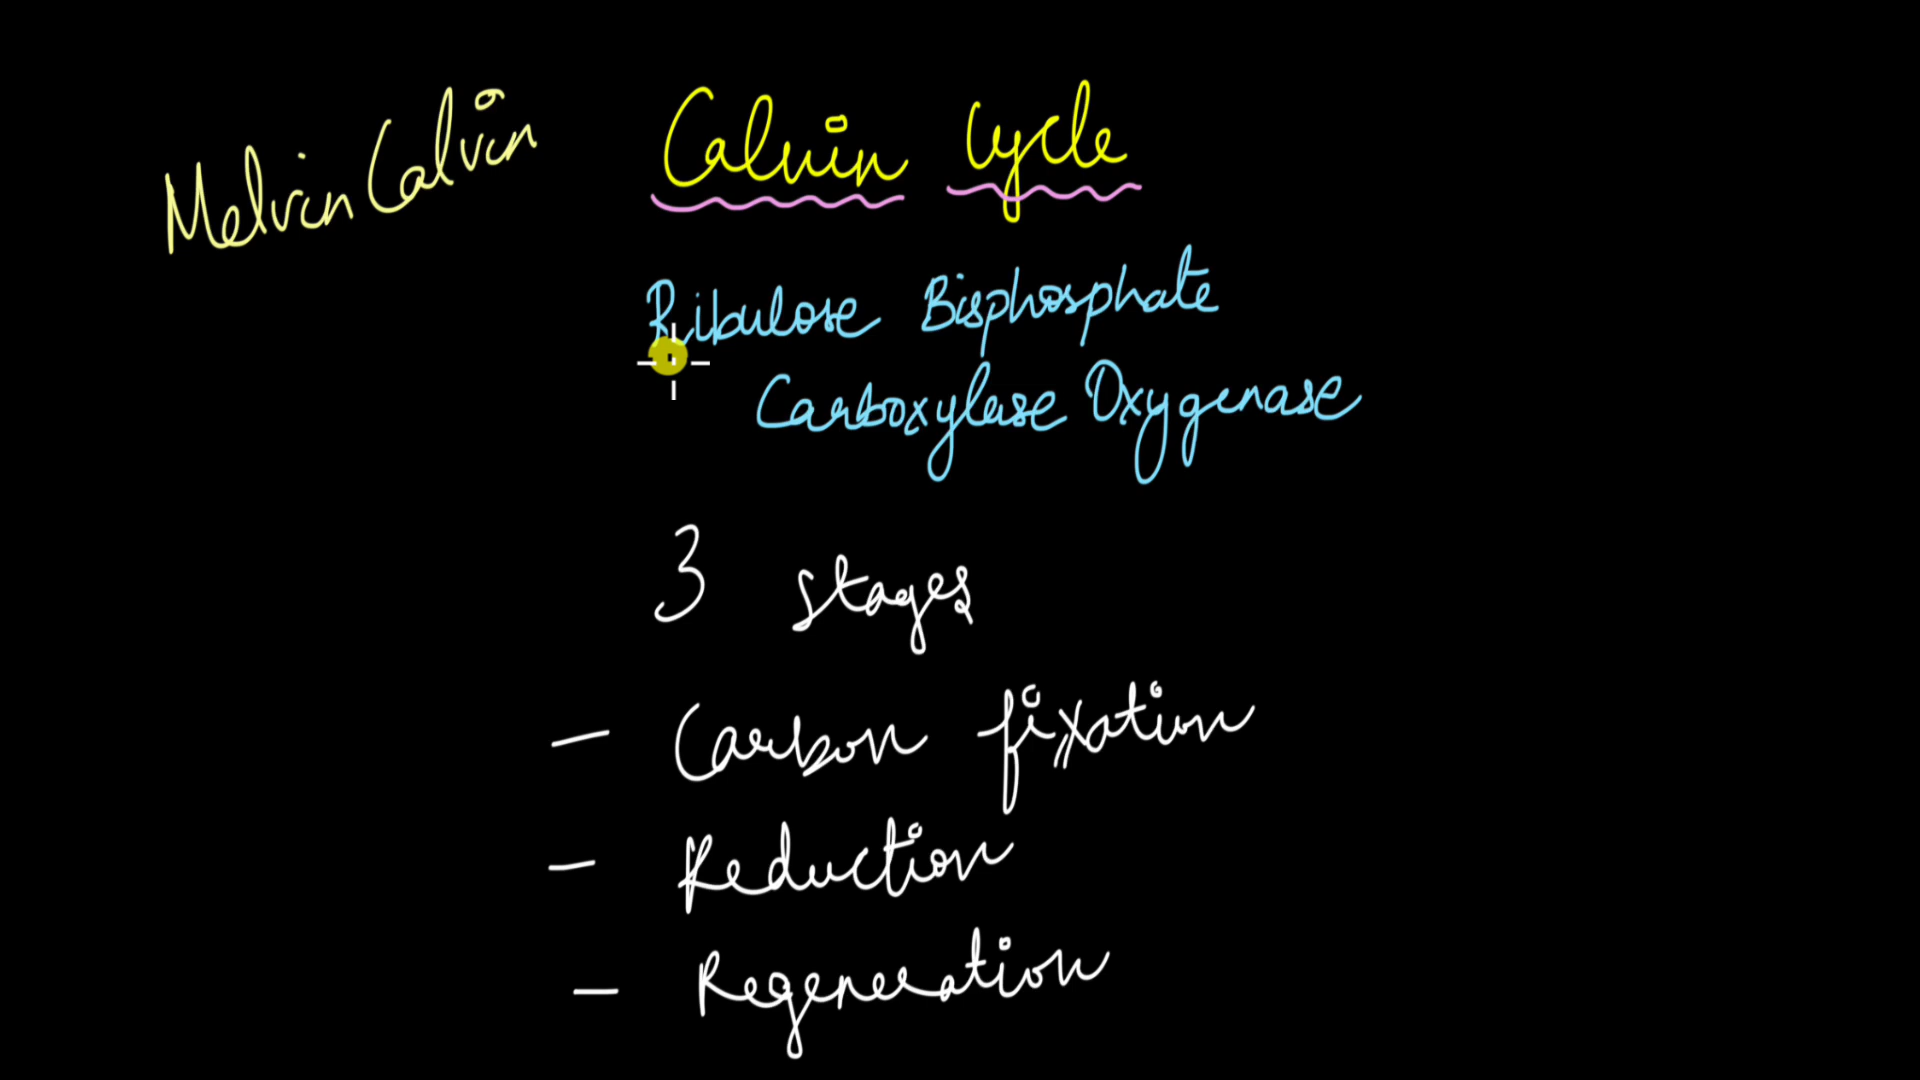 Melvin Calvin
Calvin Cycle
Ribulose Bisphosphate
Carboxylase Oxygenase
3 stages
- Carbon fixation
- Reduction
- Regeneration